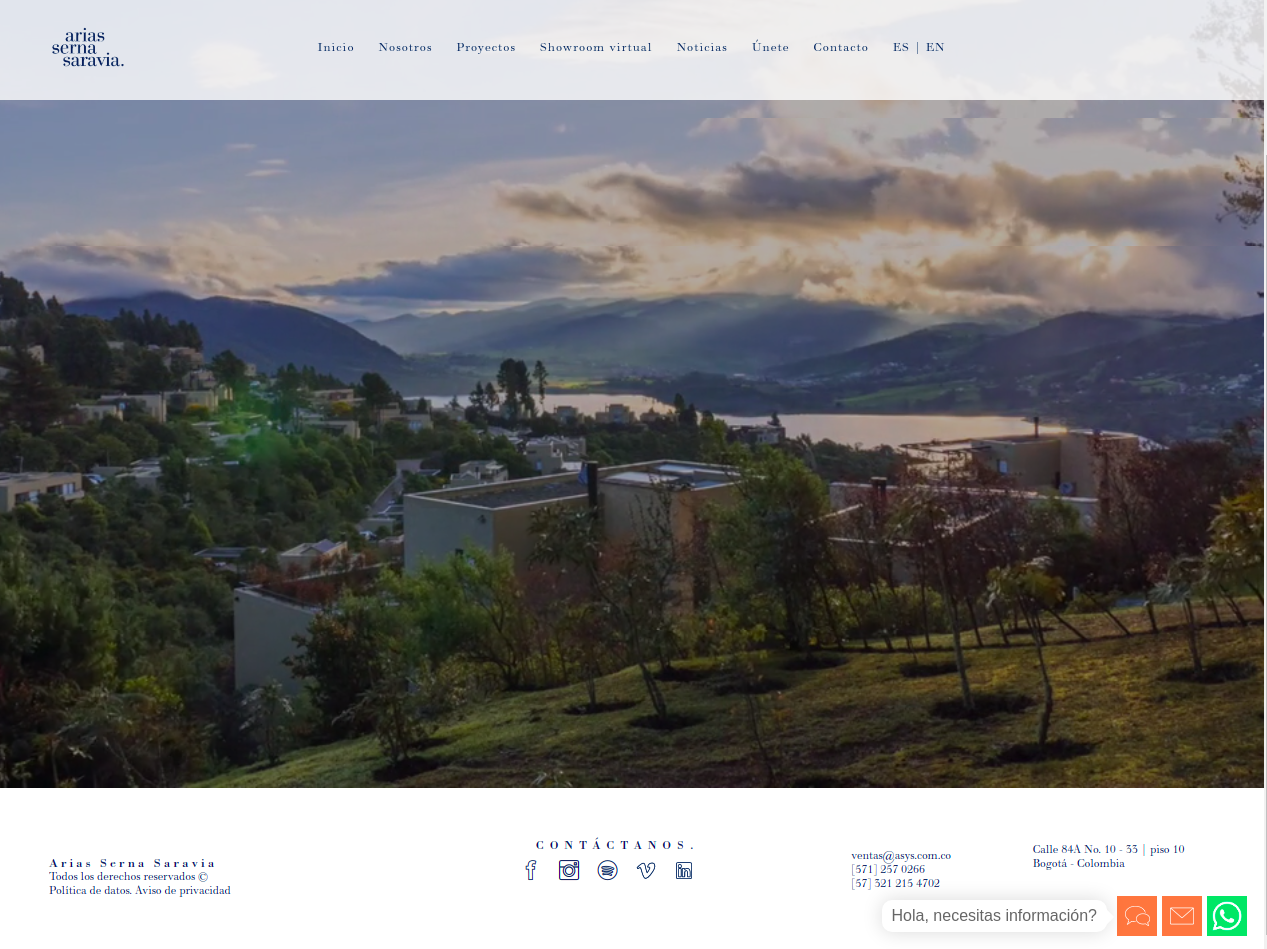 arias
serna
saravia.
Inicio
Nosotros
Proyectos
Showroom virtual
Noticias
Únete
Contacto
ES | EN
Arias Serna Saravia
Todos los derechos reservados ©
Política de datos. Aviso de privacidad
CONTÁCTANOS.
ventas@asys.com.co
[571] 257 0266
[57] 321 215 4702
Calle 84A No. 10 - 33 | piso 10
Bogotá - Colombia
Hola, necesitas información?